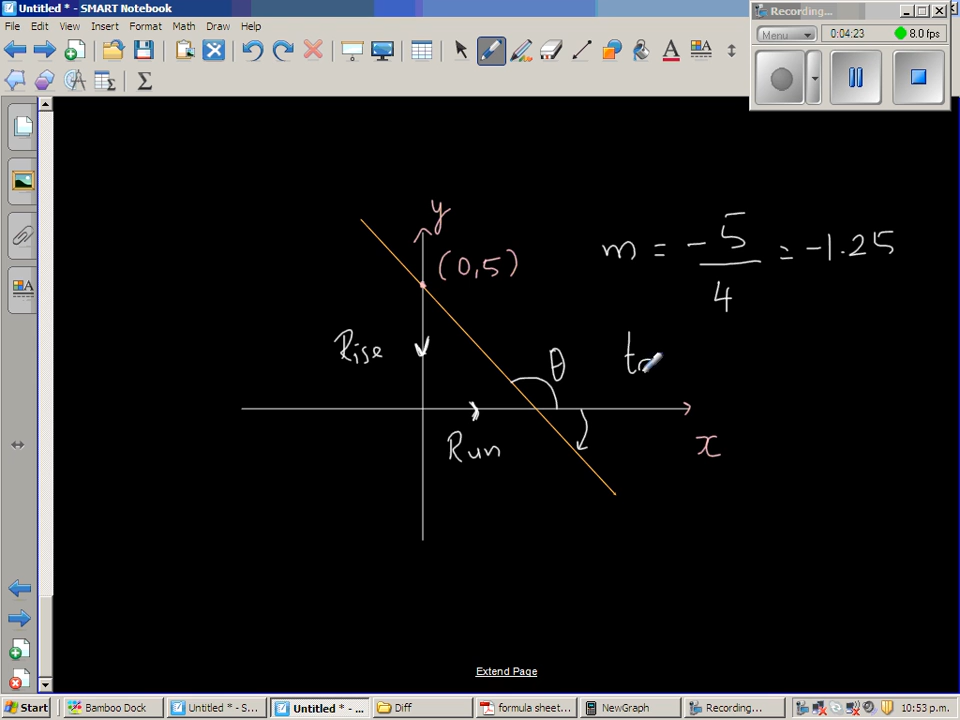 Untitled * - SMART Notebook
File Edit View Insert Format Math Draw Help
Recording...
Menu 0:04:23 8.0 fps
y
(0,5)
m = -5/4 = -1.25
Rise
θ
ta
Run
x
Extend Page
Start Bamboo Dock Untitled * - S... Untitled * - ... Diff formula sheet... NewGraph Recording... 10:53 p.m.